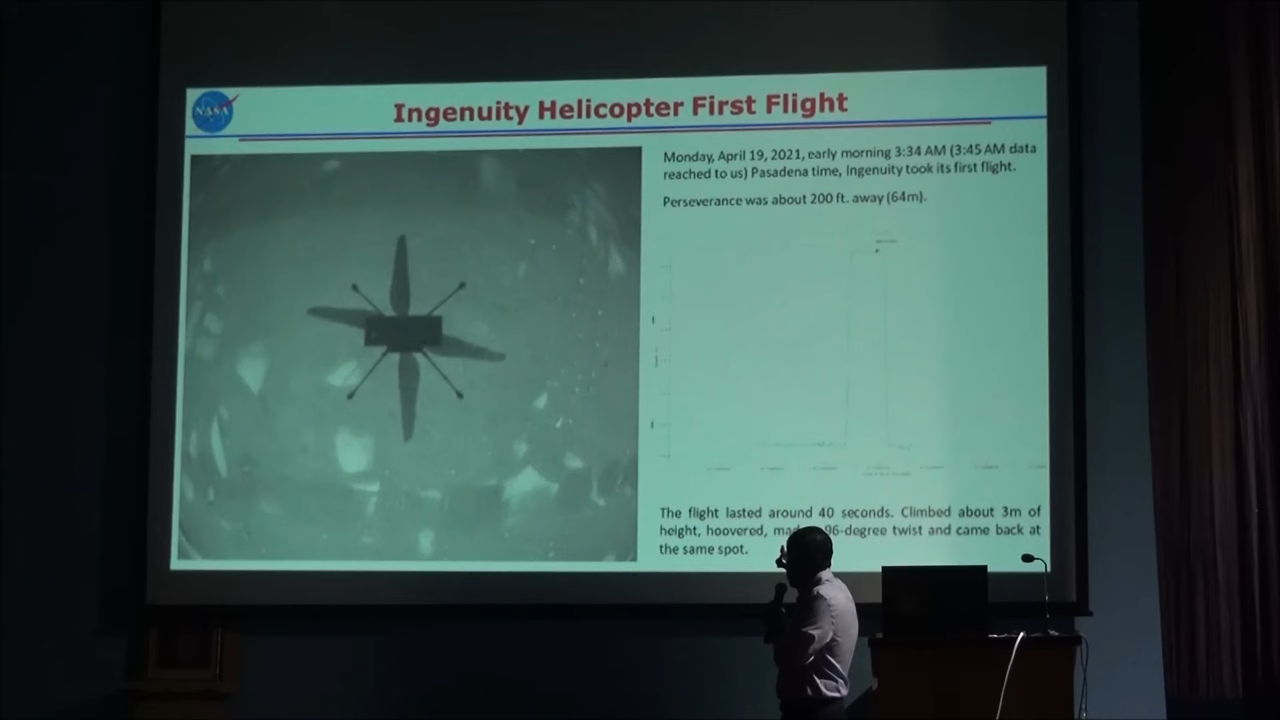 NASA
Ingenuity Helicopter First Flight
Monday, April 19, 2021, early morning 3:34 AM (3:45 AM data
reached to us) Pasadena time, Ingenuity took its first flight.
Perseverance was about 200 ft. away (64m).
The flight lasted around 40 seconds. Climbed about 3m of
height, hoovered, 96-degree twist and came back at
the same spot.